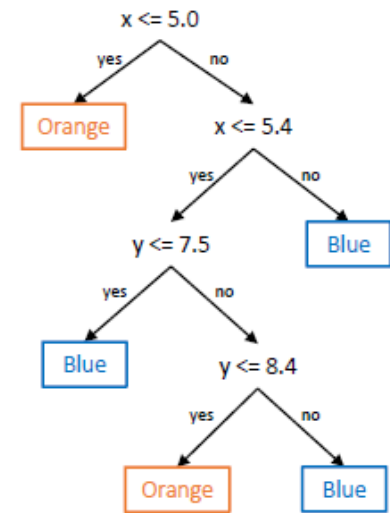 x <= 5.0
yes no
Orange x <= 5.4
yes no
y <= 7.5 Blue
yes no
Blue y <= 8.4
yes no
Orange Blue